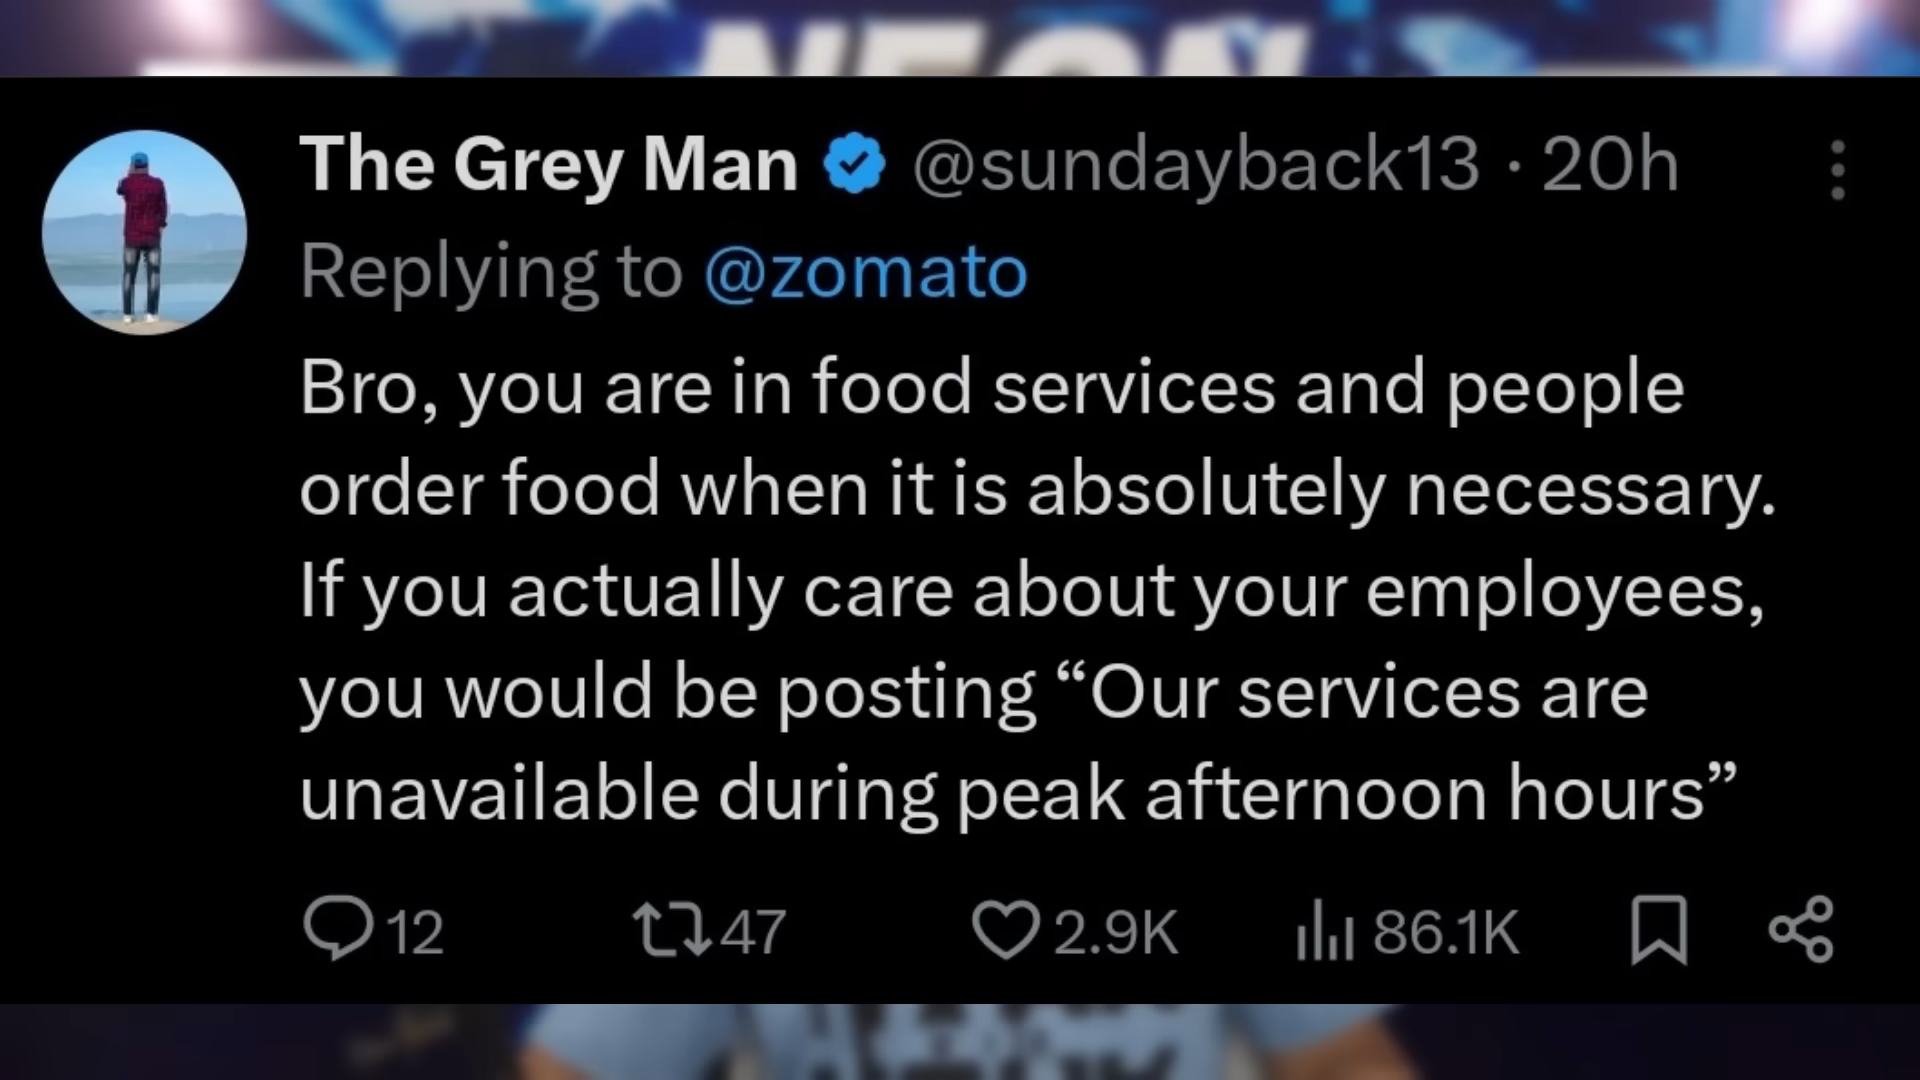 NEON
The Grey Man @sundayback13 · 20h
Replying to @zomato
Bro, you are in food services and people
order food when it is absolutely necessary.
If you actually care about your employees,
you would be posting “Our services are
unavailable during peak afternoon hours”
12 47 2.9K 86.1K